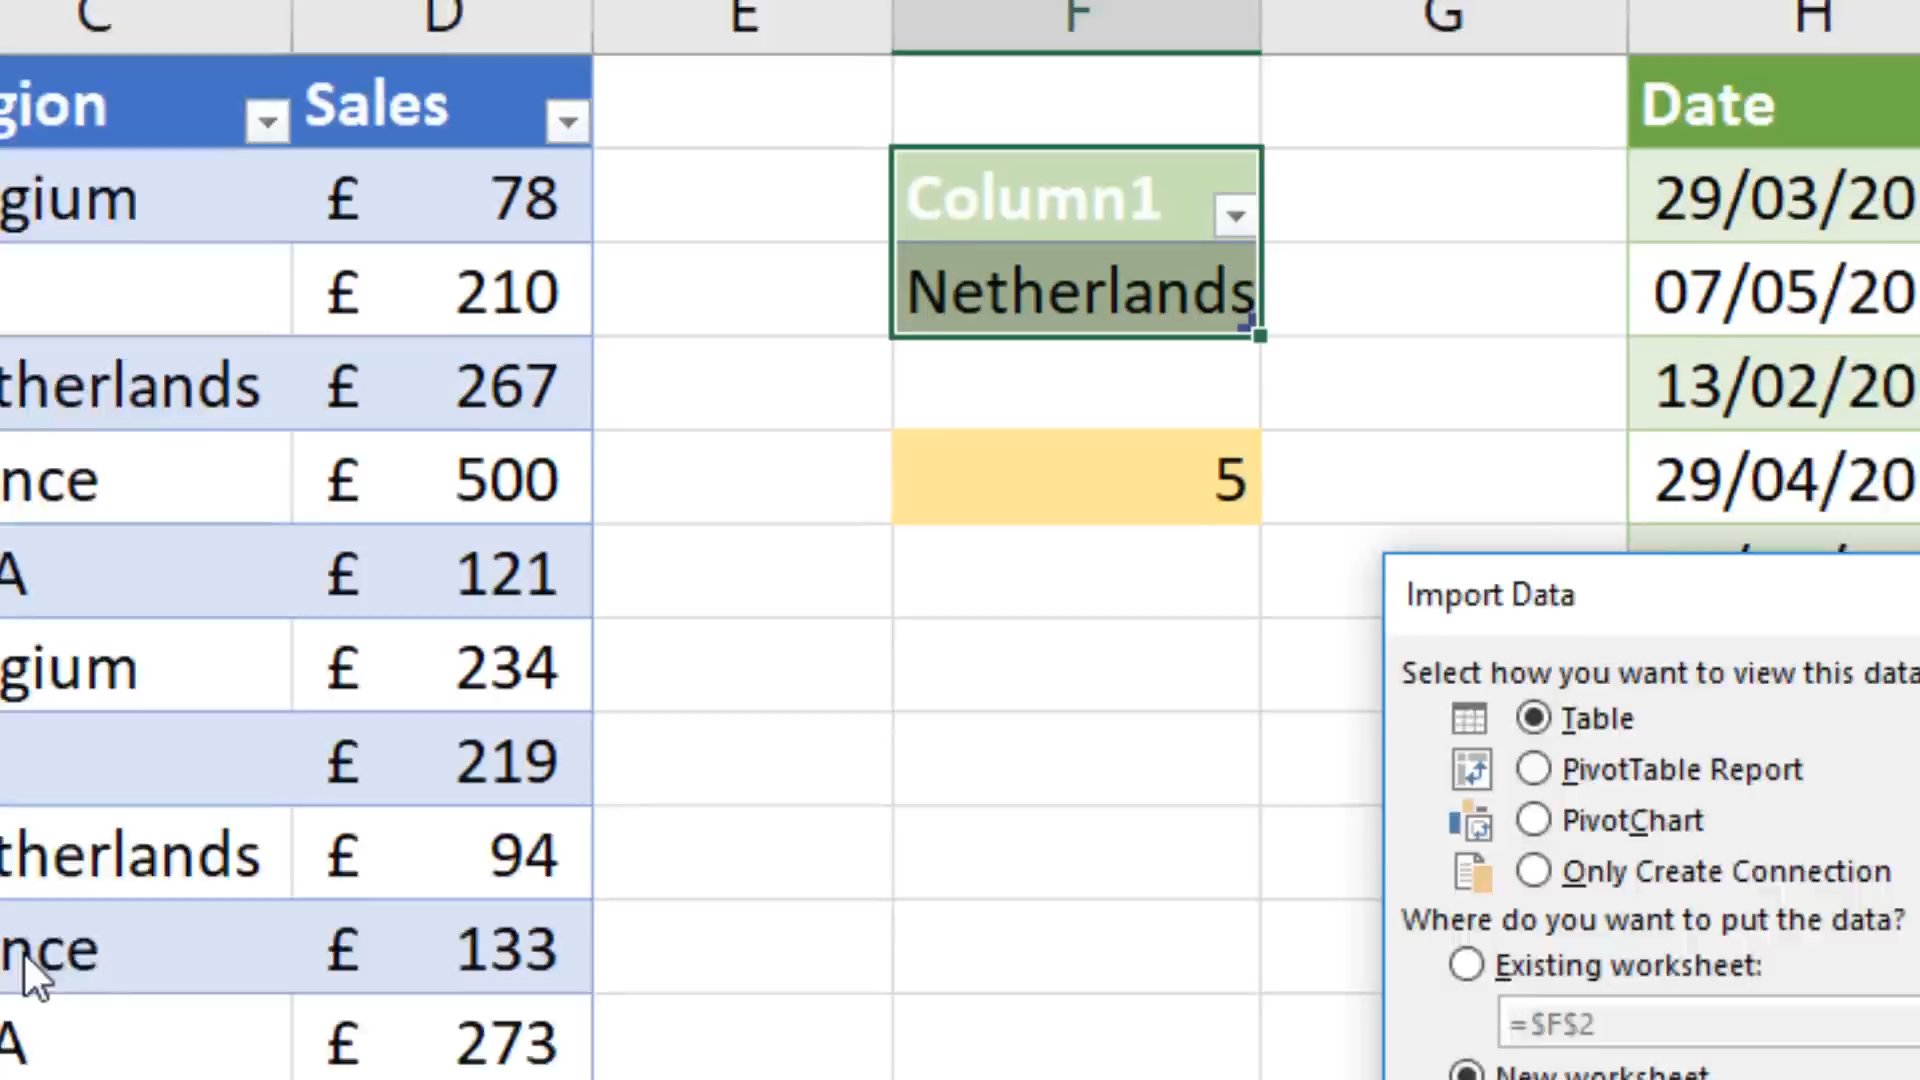 C D E F G H
gion Sales Date
gium £ 78 Column1 29/03/20
£ 210 Netherlands 07/05/20
therlands £ 267 13/02/20
nce £ 500 5 29/04/20
A £ 121
Import Data
gium £ 234 Select how you want to view this data
Table
£ 219 PivotTable Report
PivotChart
therlands £ 94 Only Create Connection
Where do you want to put the data?
nce £ 133 Existing worksheet:
=$F$2
A £ 273
New worksheet